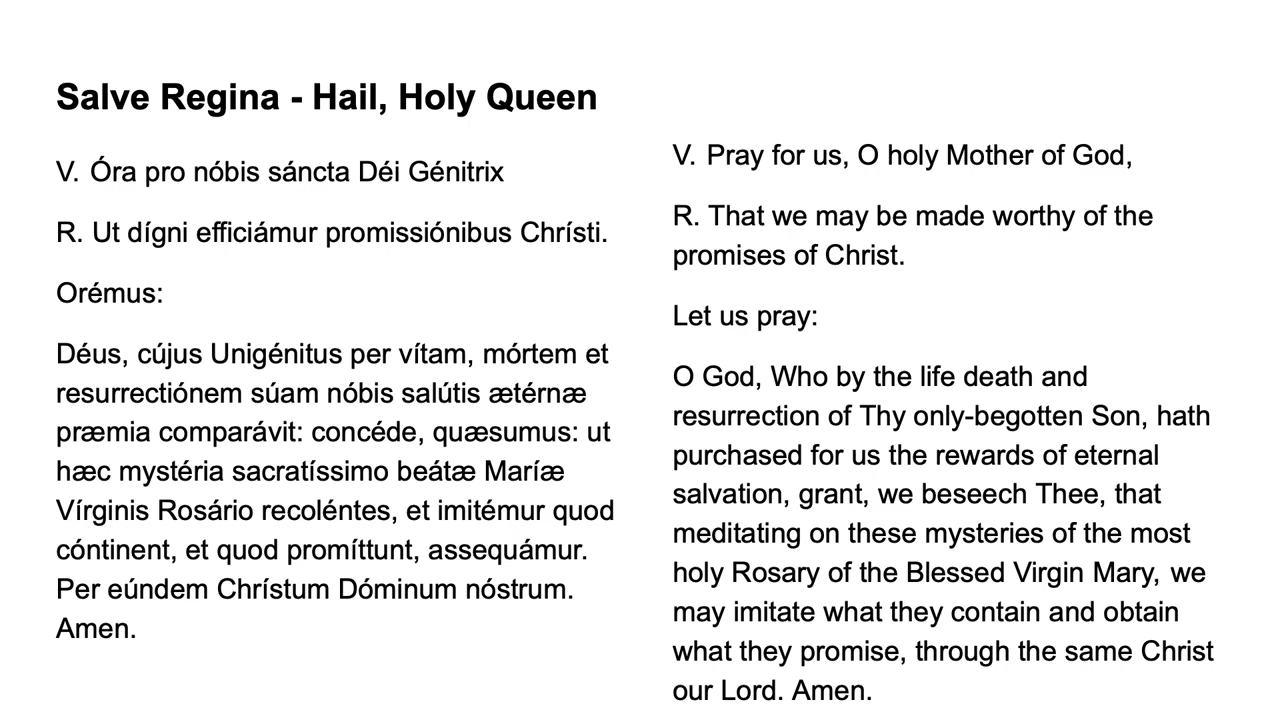 Salve Regina - Hail, Holy Queen
V. Óra pro nóbis sáncta Déi Génitrix
R. Ut dígni efficiámur promissiónibus Chrísti.
Orémus:
Déus, cújus Unigénitus per vítam, mórtem et
resurrectiónem súam nóbis salútis ætérnæ
præmia comparávit: concéde, quæsumus: ut
hæc mystéria sacratíssimo beátæ Maríæ
Vírginis Rosário recoléntes, et imitémur quod
cóntinent, et quod promíttunt, assequámur.
Per eúndem Chrístum Dóminum nóstrum.
Amen.
V. Pray for us, O holy Mother of God,
R. That we may be made worthy of the
promises of Christ.
Let us pray:
O God, Who by the life death and
resurrection of Thy only-begotten Son, hath
purchased for us the rewards of eternal
salvation, grant, we beseech Thee, that
meditating on these mysteries of the most
holy Rosary of the Blessed Virgin Mary, we
may imitate what they contain and obtain
what they promise, through the same Christ
our Lord. Amen.